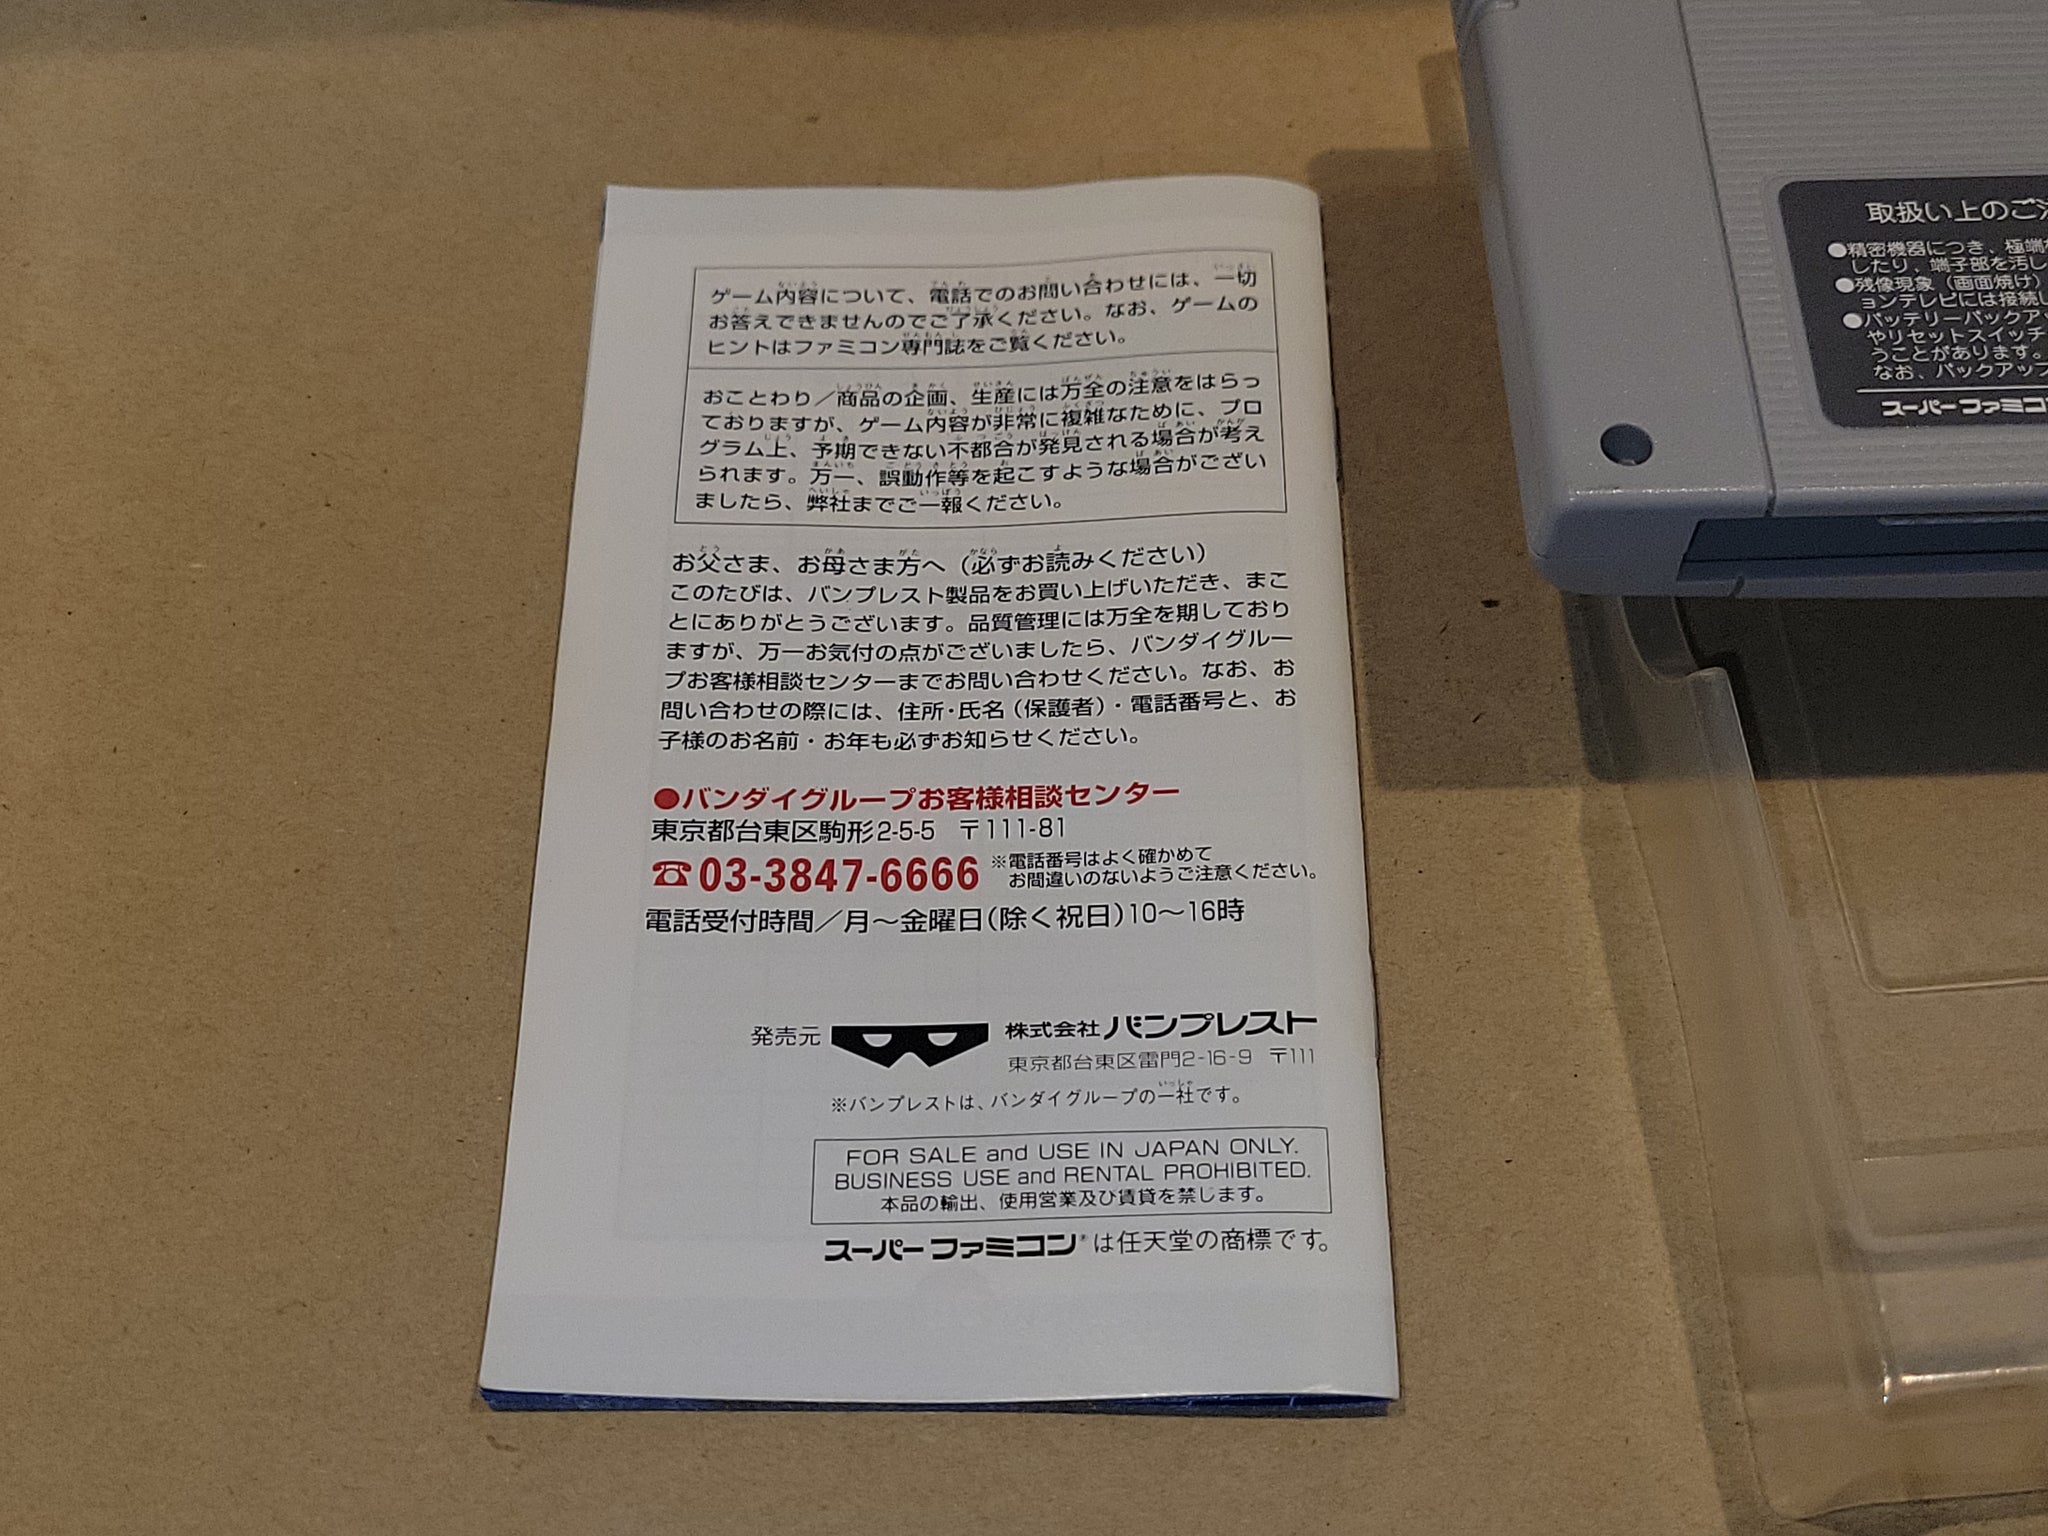 ゲーム内容について、電話でのお問い合わせには、一切
お答えできませんのでご了承ください。なお、ゲームの
ヒントはファミコン専門誌をご覧ください。
おことわり／商品の企画、生産には万全の注意をはらっ
ておりますが、ゲーム内容が非常に複雑なために、プロ
グラム上、予期できない不都合が発見される場合が考え
られます。万一、誤動作等を起こすような場合がござい
ましたら、弊社までご一報ください。
お父さま、お母さま方へ（必ずお読みください）
このたびは、バンプレスト製品をお買い上げいただき、まこ
とにありがとうございます。品質管理には万全を期しており
ますが、万一お気付の点がございましたら、バンダイグルー
プお客様相談センターまでお問い合わせください。なお、お
問い合わせの際には、住所・氏名（保護者）・電話番号と、お
子様のお名前・お年も必ずお知らせください。
●バンダイグループお客様相談センター
東京都台東区駒形2-5-5 〒111-81
☎03-3847-6666 ※電話番号はよく確かめて
お間違いのないようご注意ください。
電話受付時間／月〜金曜日(除く祝日)10〜16時
発売元 株式会社バンプレスト
東京都台東区雷門2-16-9 〒111
※バンプレストは、バンダイグループの一社です。
FOR SALE and USE IN JAPAN ONLY.
BUSINESS USE and RENTAL PROHIBITED.
本品の輸出、使用営業及び賃貸を禁じます。
スーパーファミコン®は任天堂の商標です。
取扱い上のご
●精密機器につき、極端
したり、端子部を汚し
●残像現象（画面焼け）
ョンテレビには接続し
●バッテリーバックアッ
やリセットスイッチ
うことがあります。
なお、バックアップ
スーパーファミコ